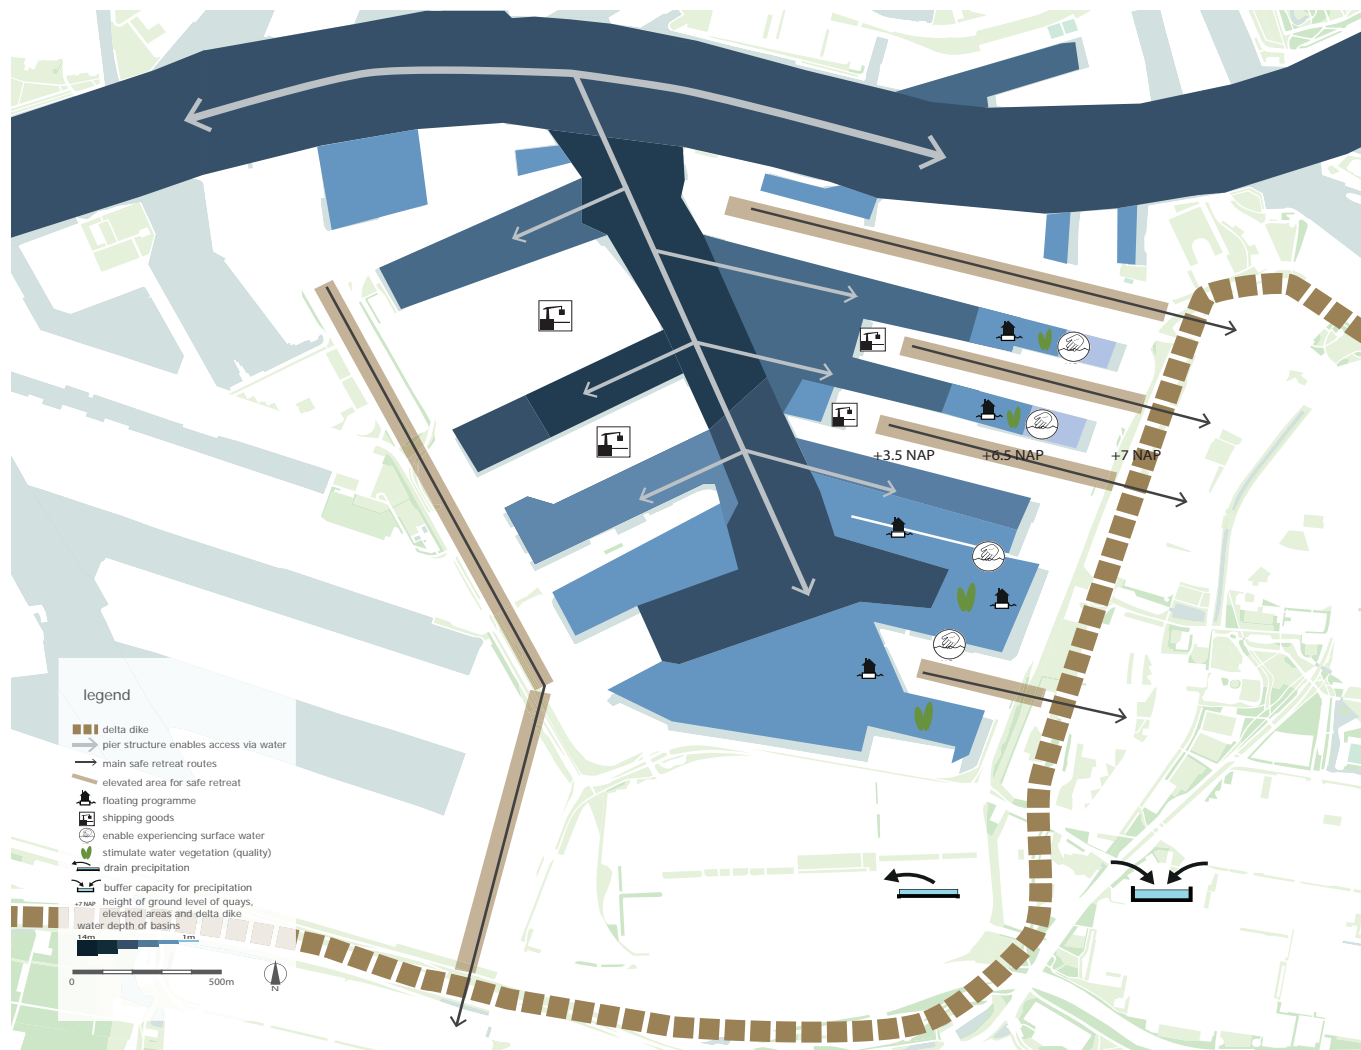 +3.5 NAP
+6.5 NAP
+7 NAP
legend
delta dike
pier structure enables access via water
main safe retreat routes
elevated area for safe retreat
floating programme
shipping goods
enable experiencing surface water
stimulate water vegetation (quality)
drain precipitation
buffer capacity for precipitation
+7 NAP
height of ground level of quays,
elevated areas and delta dike
water depth of basins
14m
1m
0
500m
N